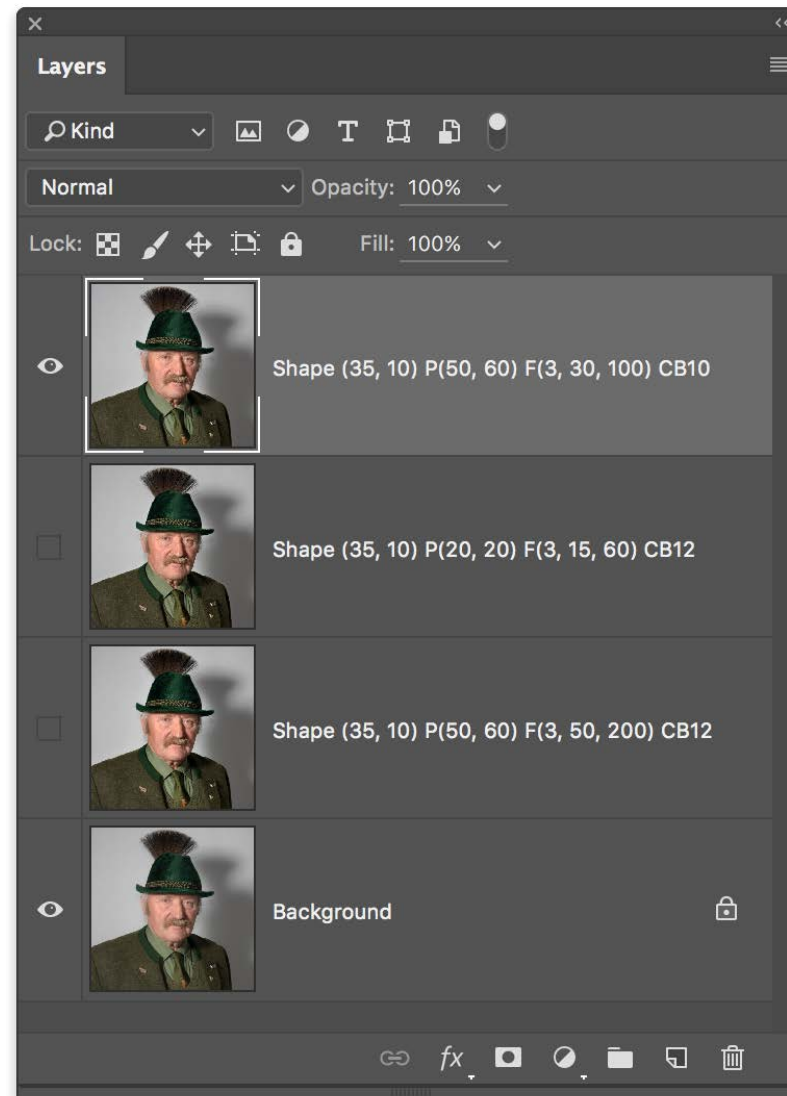 Layers
Kind
Normal Opacity: 100%
Lock: Fill: 100%
Shape (35, 10) P(50, 60) F(3, 30, 100) CB10
Shape (35, 10) P(20, 20) F(3, 15, 60) CB12
Shape (35, 10) P(50, 60) F(3, 50, 200) CB12
Background
fx